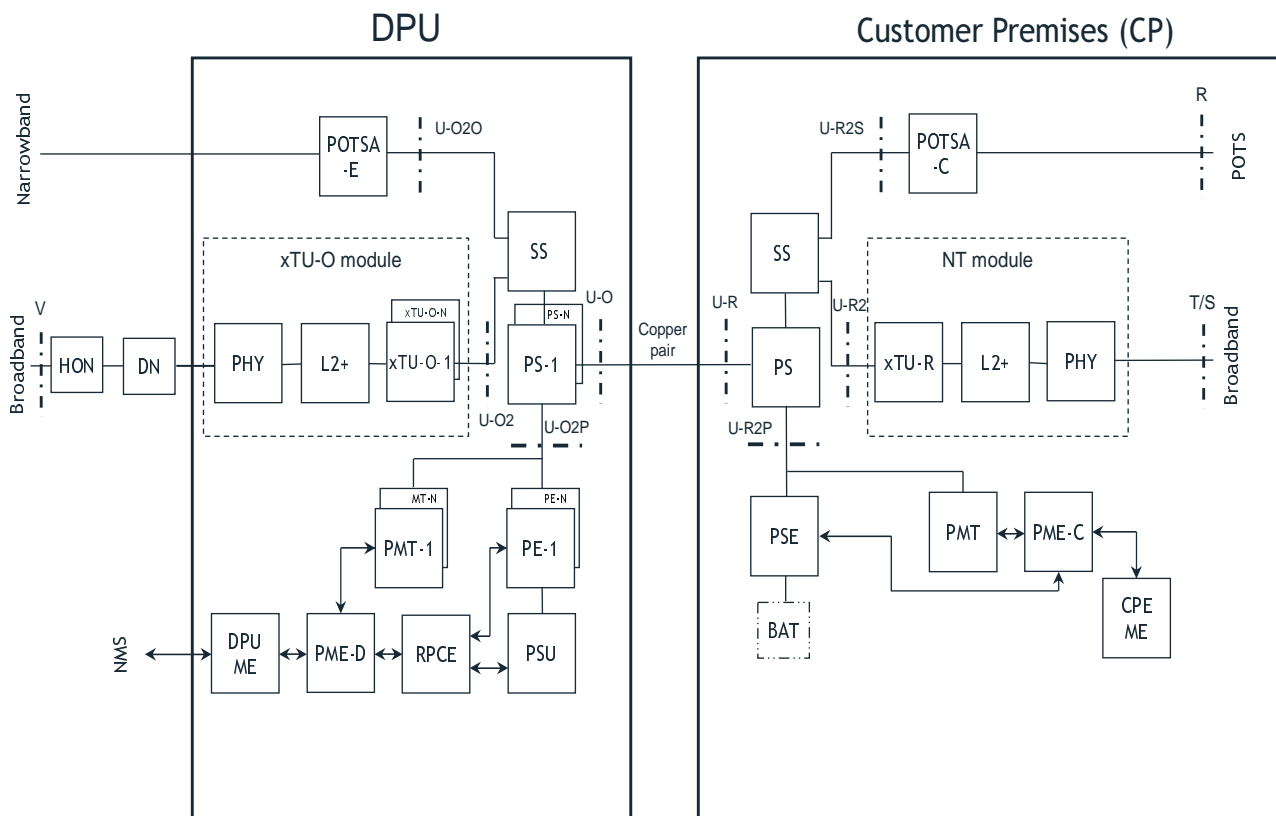 DPU
Customer Premises (CP)
Narrowband
POTSA
-E
U-O2O
U-R2S
POTSA
-C
R
POTS
SS
SS
xTU-O module
NT module
Broadband
V
HON
DN
PHY
L2+
xTU-O-N
xTU-O-1
U-O2
PS-N
PS-1
U-O
U-O2P
Copper
pair
U-R
PS
U-R2
U-R2P
xTU-R
L2+
PHY
T/S
Broadband
MT-N
PMT-1
PE-N
PE-1
PSE
PMT
PME-C
BAT
CPE
ME
NMS
DPU
ME
PME-D
RPCE
PSU